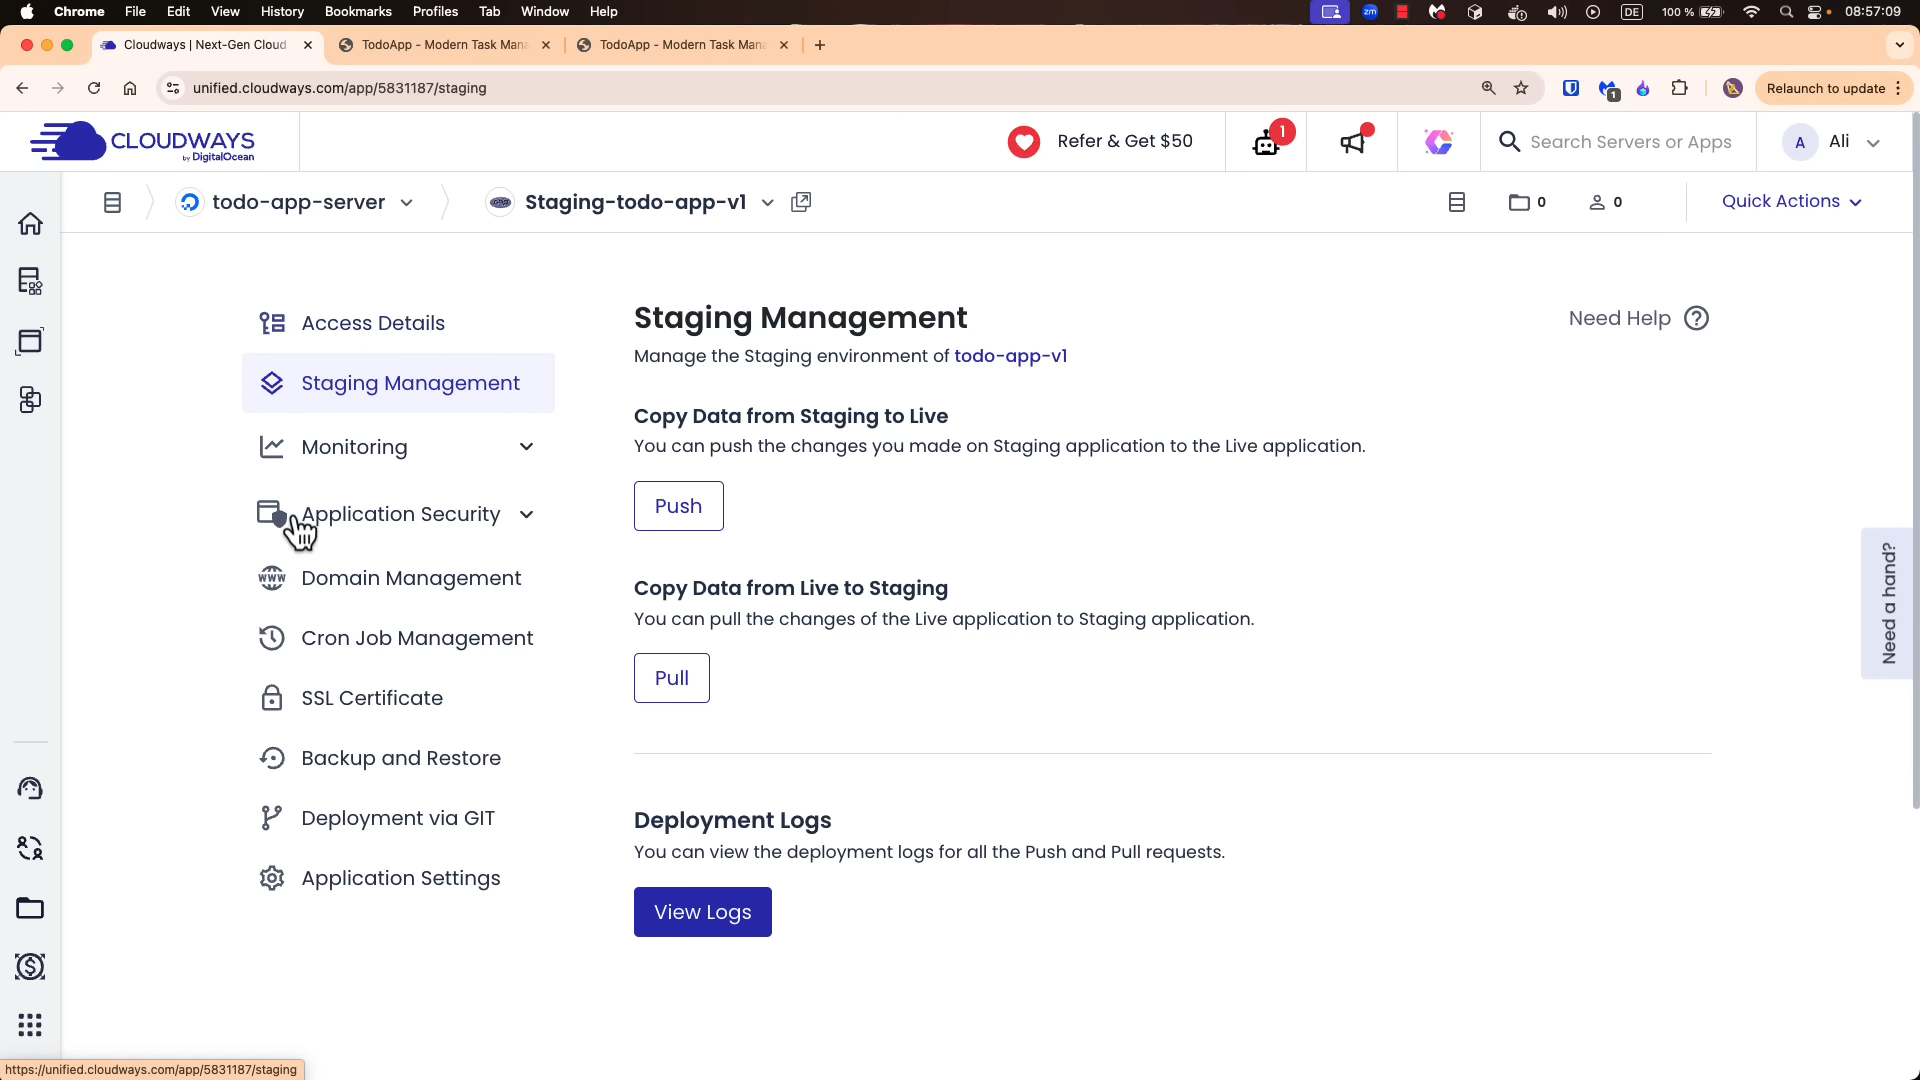 Chrome File Edit View History Bookmarks Profiles Tab Window Help zm DE 100 % 08:57:09
Cloudways | Next-Gen Cloud
TodoApp - Modern Task Mana
TodoApp - Modern Task Mana
unified.cloudways.com/app/5831187/staging
1
Relaunch to update
CLOUDWAYS
by DigitalOcean
Refer & Get $50
1
Search Servers or Apps
A Ali
todo-app-server
Staging-todo-app-v1
0
0
Quick Actions
Access Details
Staging Management
Monitoring
Application Security
WWW Domain Management
Cron Job Management
SSL Certificate
Backup and Restore
Deployment via GIT
Application Settings
Staging Management
Need Help ?
Manage the Staging environment of todo-app-v1
Copy Data from Staging to Live
You can push the changes you made on Staging application to the Live application.
Push
Copy Data from Live to Staging
You can pull the changes of the Live application to Staging application.
Pull
Deployment Logs
You can view the deployment logs for all the Push and Pull requests.
View Logs
Need a hand?
https://unified.cloudways.com/app/5831187/staging